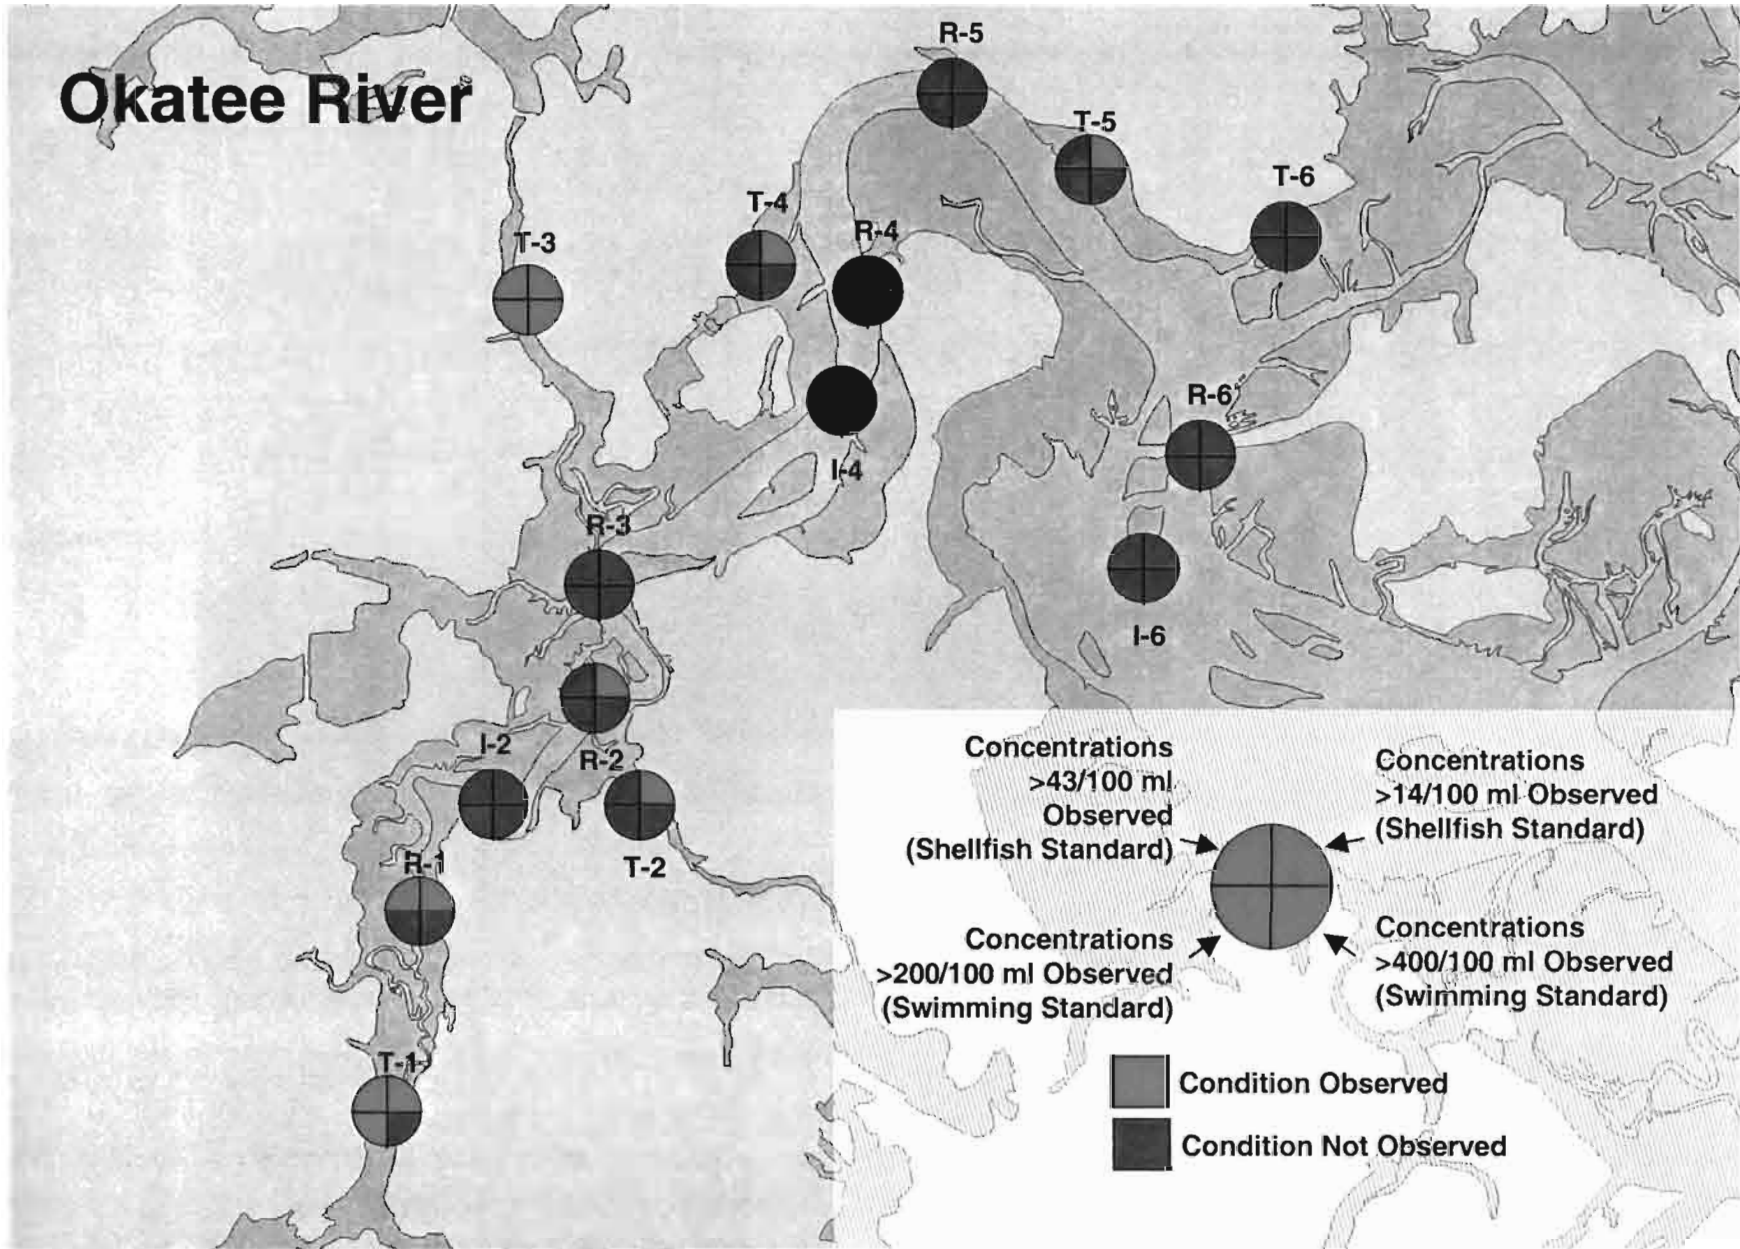 Okatee River
R-5
T-5
T-6
T-4
R-4
T-3
R-6
I-4
R-3
I-6
I-2
R-2
T-2
R-1
T-1
Concentrations
>43/100 ml
Observed
(Shellfish Standard)
Concentrations
>14/100 ml Observed
(Shellfish Standard)
Concentrations
>200/100 ml Observed
(Swimming Standard)
Concentrations
>400/100 ml Observed
(Swimming Standard)
Condition Observed
Condition Not Observed